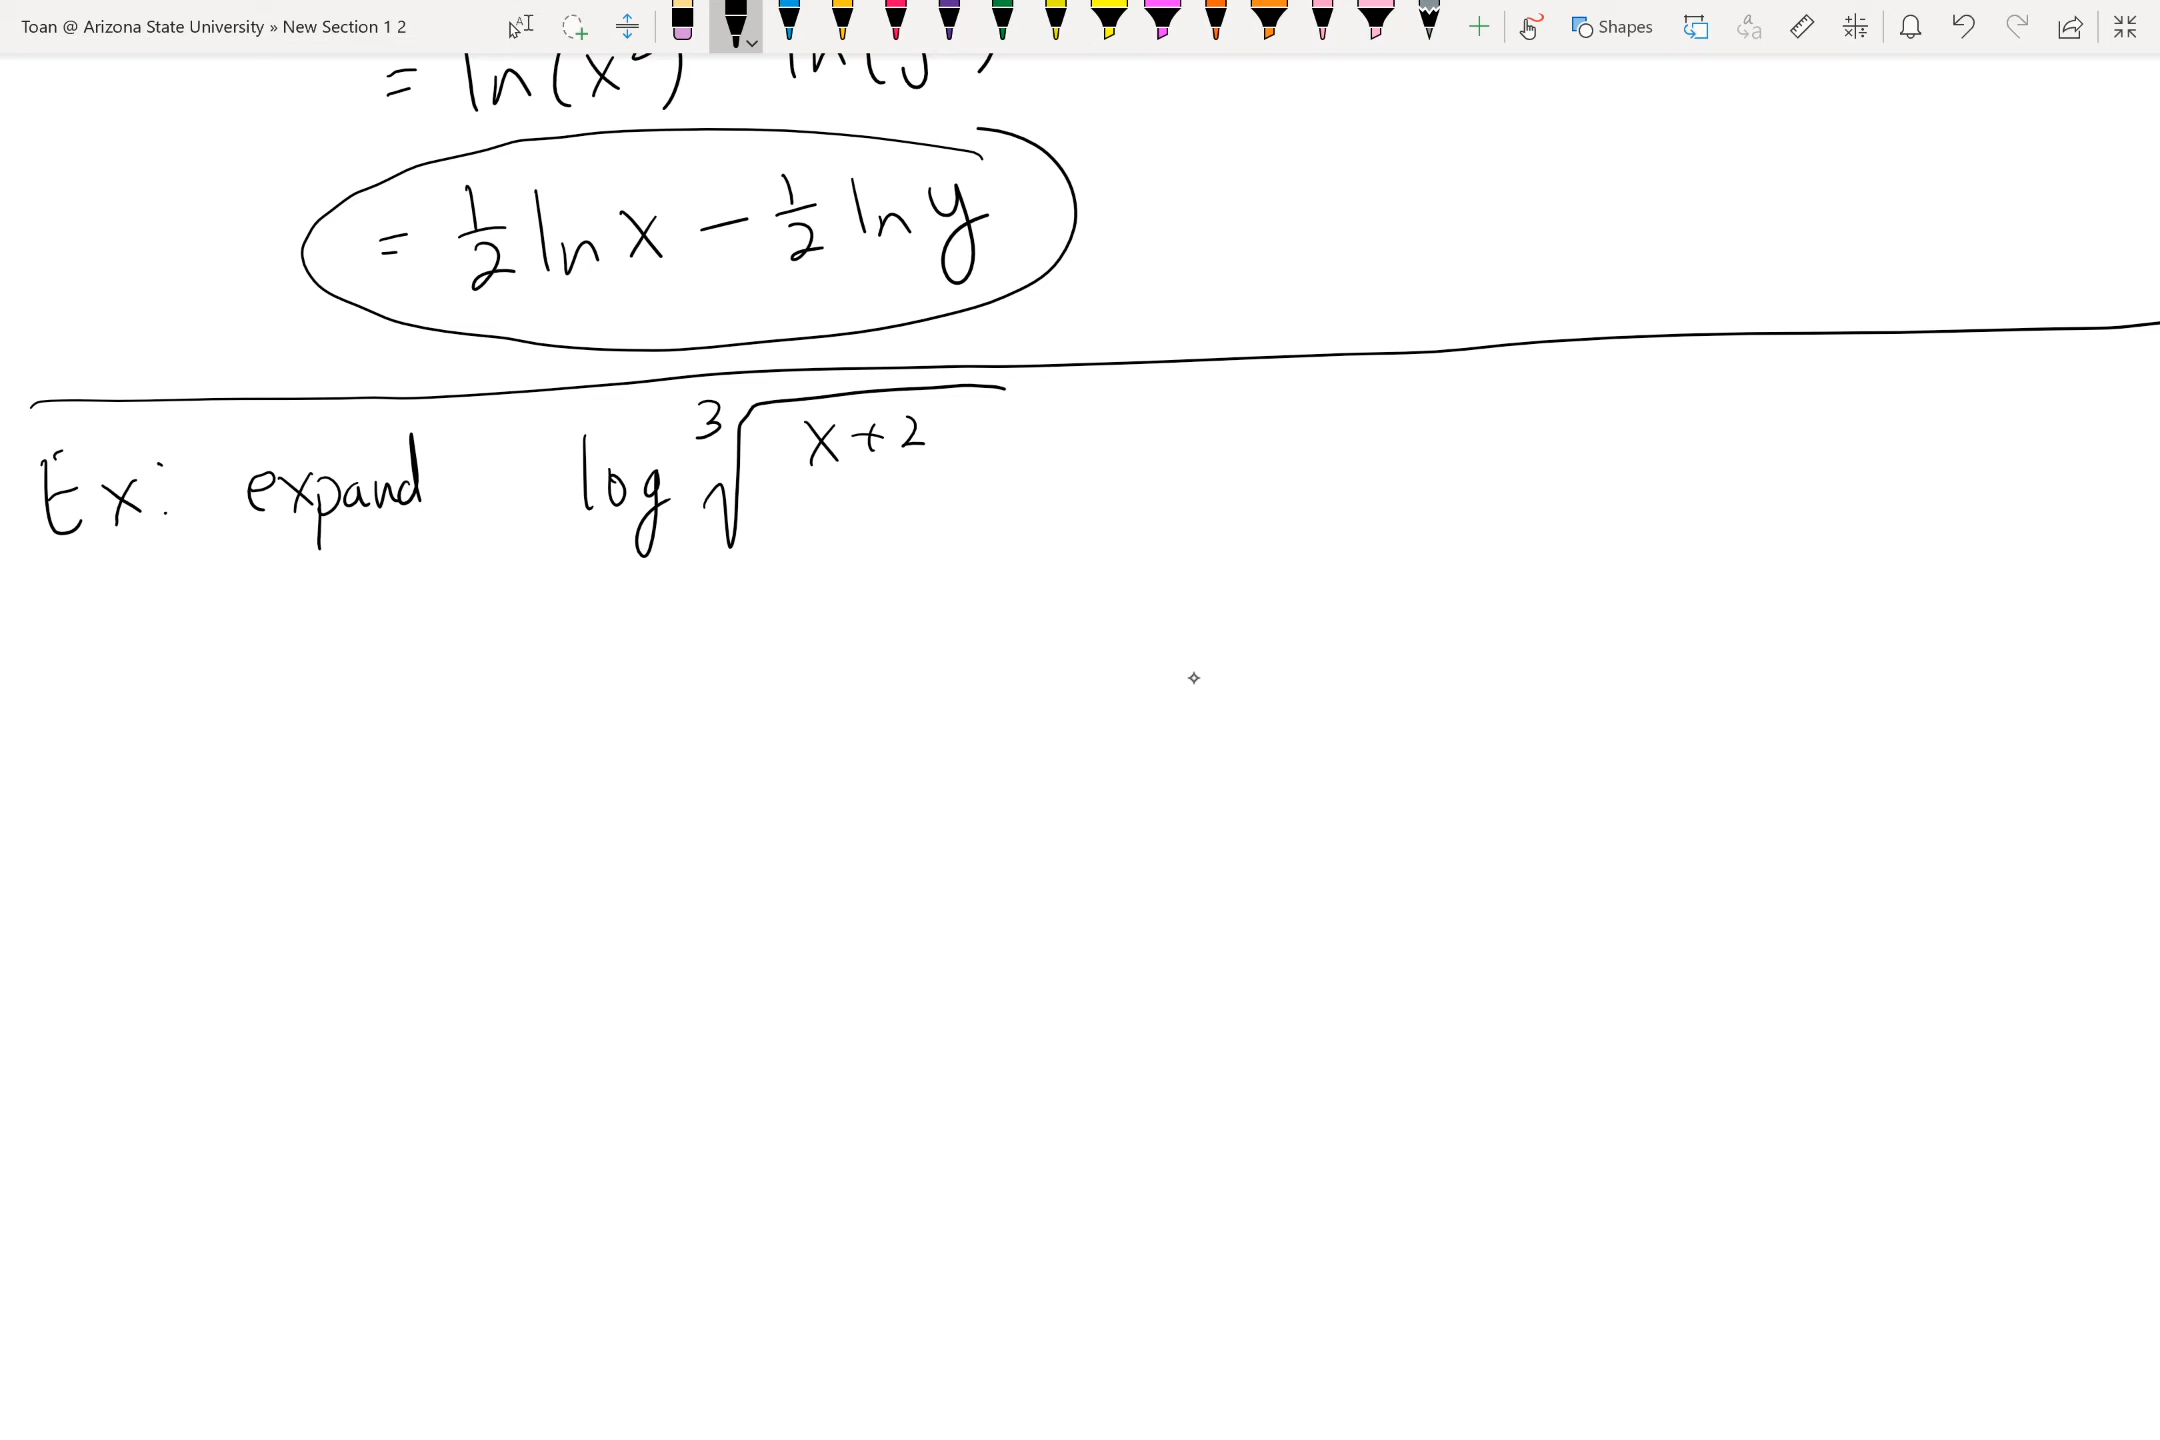 Toan @ Arizona State University » New Section 1 2
Shapes
= ln(x
= 1/2 ln x - 1/2 ln y
Ex: expand log ∛(x+2)